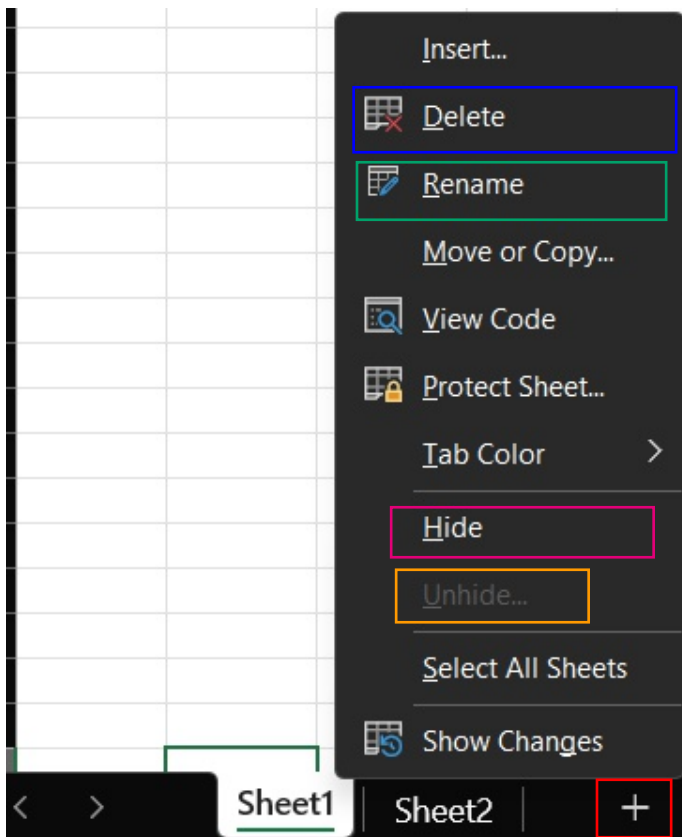 Insert...
Delete
Rename
Move or Copy...
View Code
Protect Sheet...
Tab Color
Hide
Unhide...
Select All Sheets
Show Changes
Sheet1 Sheet2